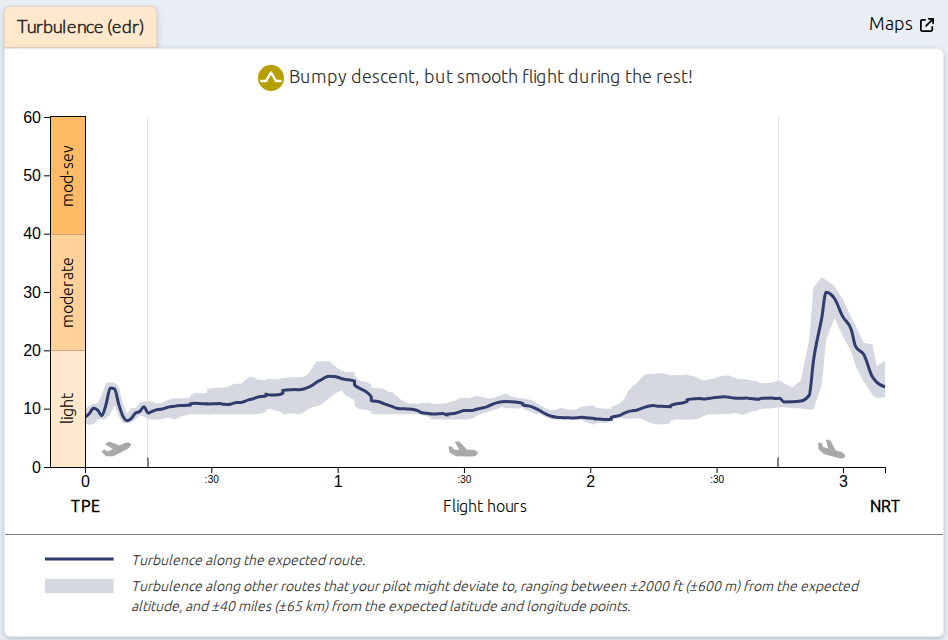 Turbulence (edr)
Maps
Bumpy descent, but smooth flight during the rest!
60
50
40
30
20
10
0
mod-sev
moderate
light
0
:30
1
:30
2
:30
3
TPE
Flight hours
NRT
Turbulence along the expected route.
Turbulence along other routes that your pilot might deviate to, ranging between ±2000 ft (±600 m) from the expected
altitude, and ±40 miles (±65 km) from the expected latitude and longitude points.